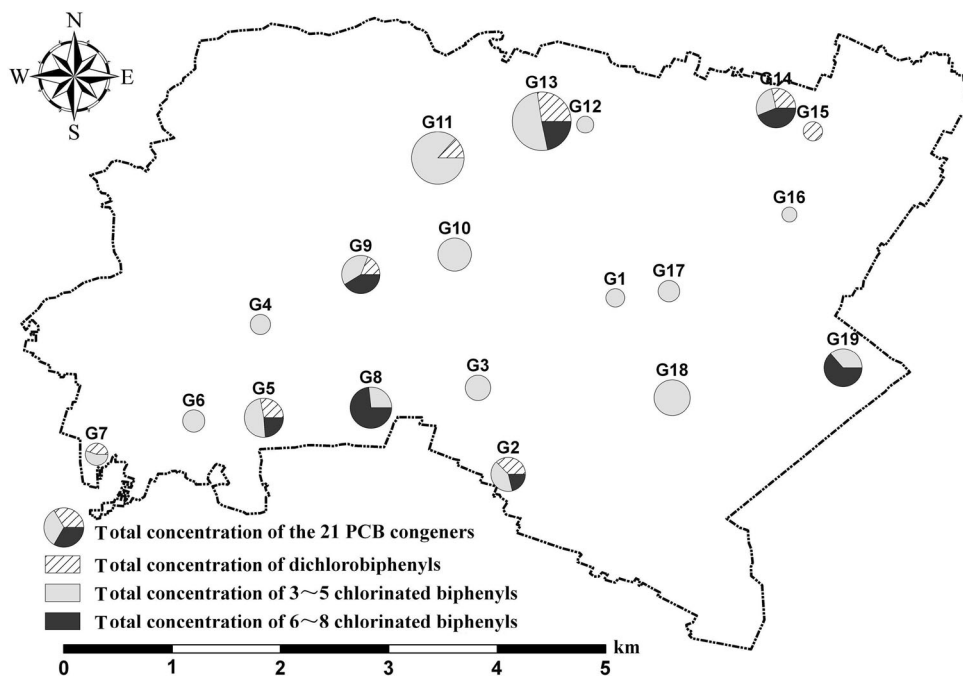 N
W E
S
G13
G12
G14
G15
G11
G16
G10
G9
G1
G17
G4
G19
G3
G18
G8
G5
G6
G7
G2
Total concentration of the 21 PCB congeners
Total concentration of dichlorobiphenyls
Total concentration of 3～5 chlorinated biphenyls
Total concentration of 6～8 chlorinated biphenyls
km
0 1 2 3 4 5